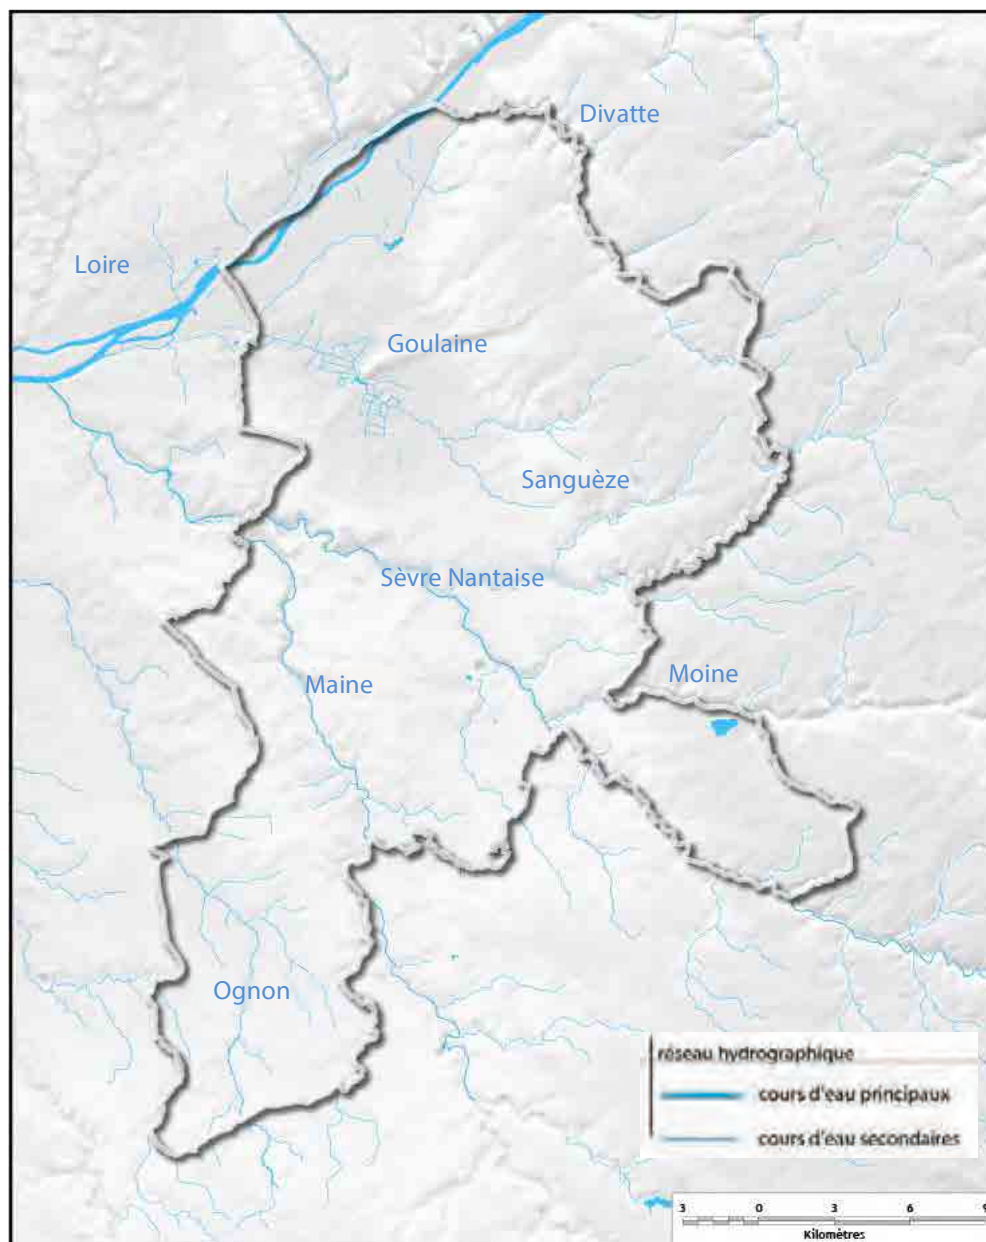 Divatte
Loire
Goulaine
Sanguèze
Sèvre Nantaise
Moine
Maine
Ognon
réseau hydrographique
cours d'eau principaux
cours d'eau secondaires
3 0 3 6 9
Kilomètres